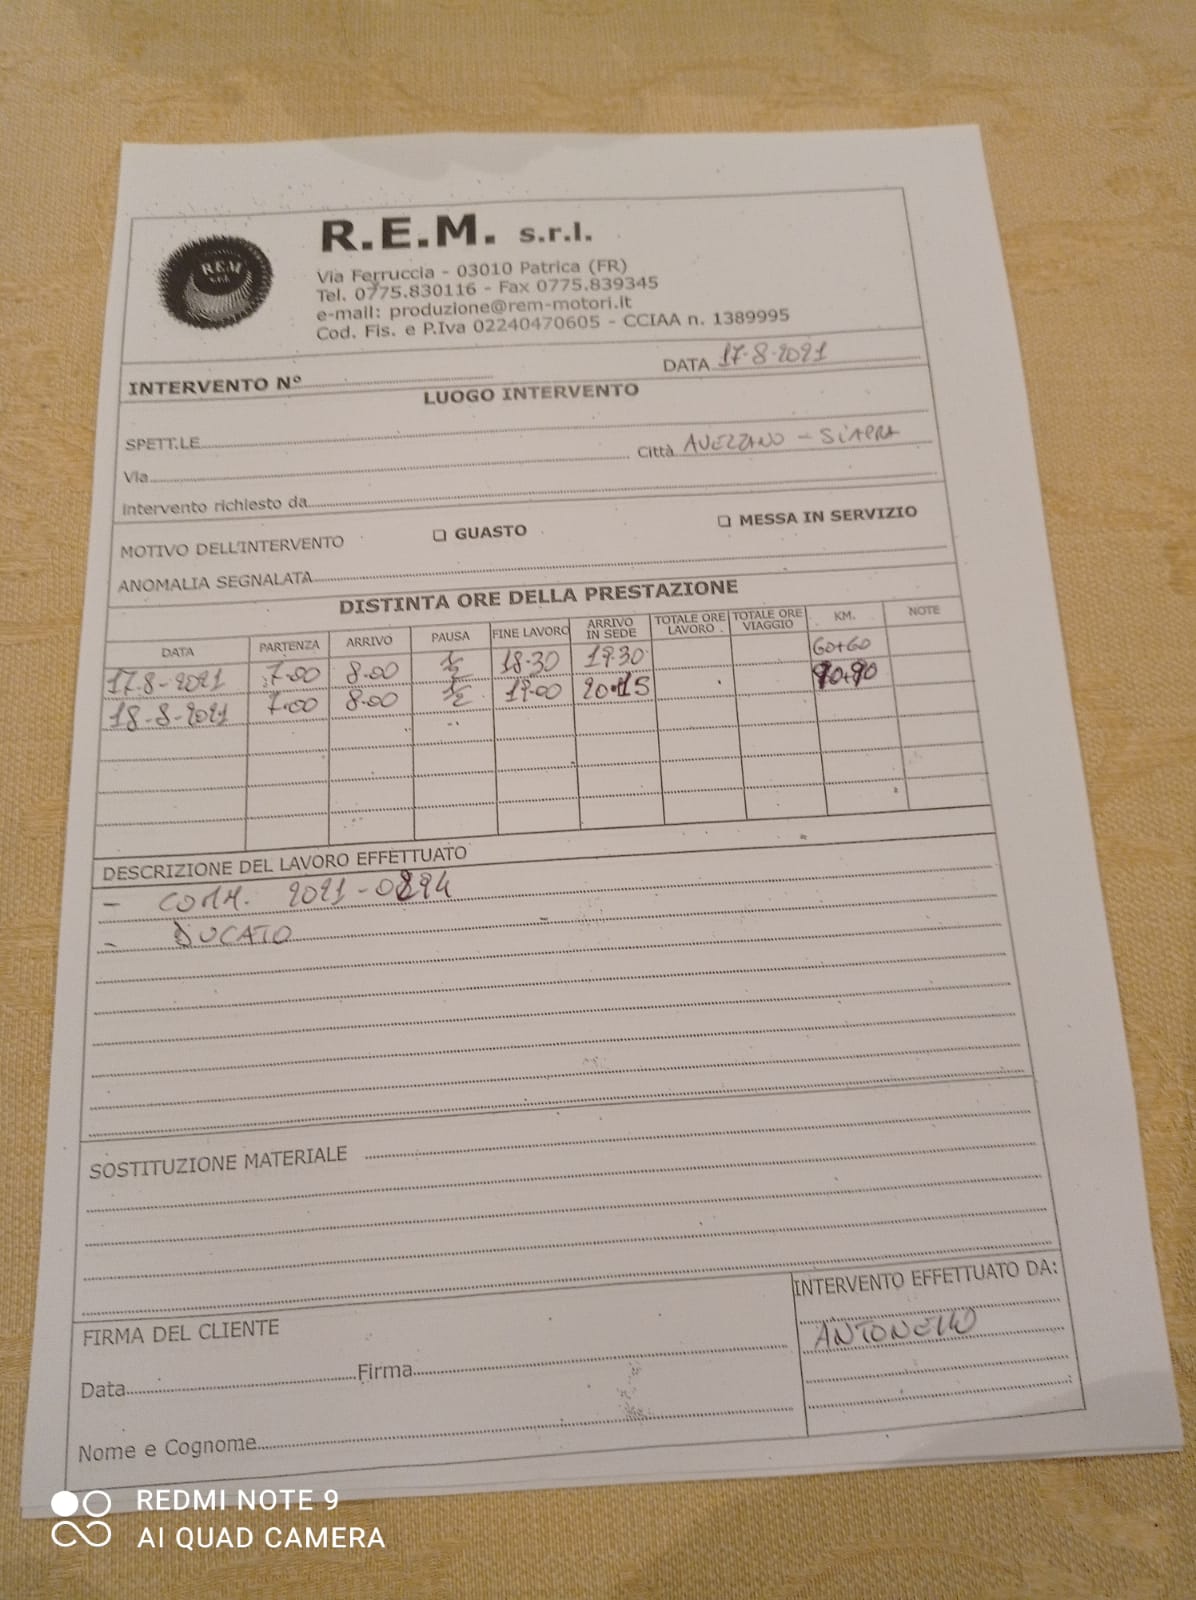 R.E.M. s.r.l.
REM
s.r.l.
Via Ferruccia - 03010 Patrica (FR)
Tel. 0775.830116 - Fax 0775.839345
e-mail: produzione@rem-motori.it
Cod. Fis. e P.Iva 02240470605 - CCIAA n. 1389995
INTERVENTO N° DATA 17-8-2021
LUOGO INTERVENTO
SPETT.LE
Via Città AVEZZANO -
Intervento richiesto da
MOTIVO DELL'INTERVENTO ❏ GUASTO ❏ MESSA IN SERVIZIO
ANOMALIA SEGNALATA
DISTINTA ORE DELLA PRESTAZIONE
DATA PARTENZA ARRIVO PAUSA FINE LAVORO ARRIVO IN SEDE TOTALE ORE LAVORO TOTALE ORE VIAGGIO KM. NOTE
17-8-2021 7.00 8.00 ½ 18.30 19.30 60+60
18-8-2021 7.00 8.00 ½ 19.00 20.15
DESCRIZIONE DEL LAVORO EFFETTUATO
- COMM. 2021-0294
- DUCATO
SOSTITUZIONE MATERIALE
FIRMA DEL CLIENTE INTERVENTO EFFETTUATO DA:
ANTONELLO
Data Firma
Nome e Cognome
REDMI NOTE 9
AI QUAD CAMERA